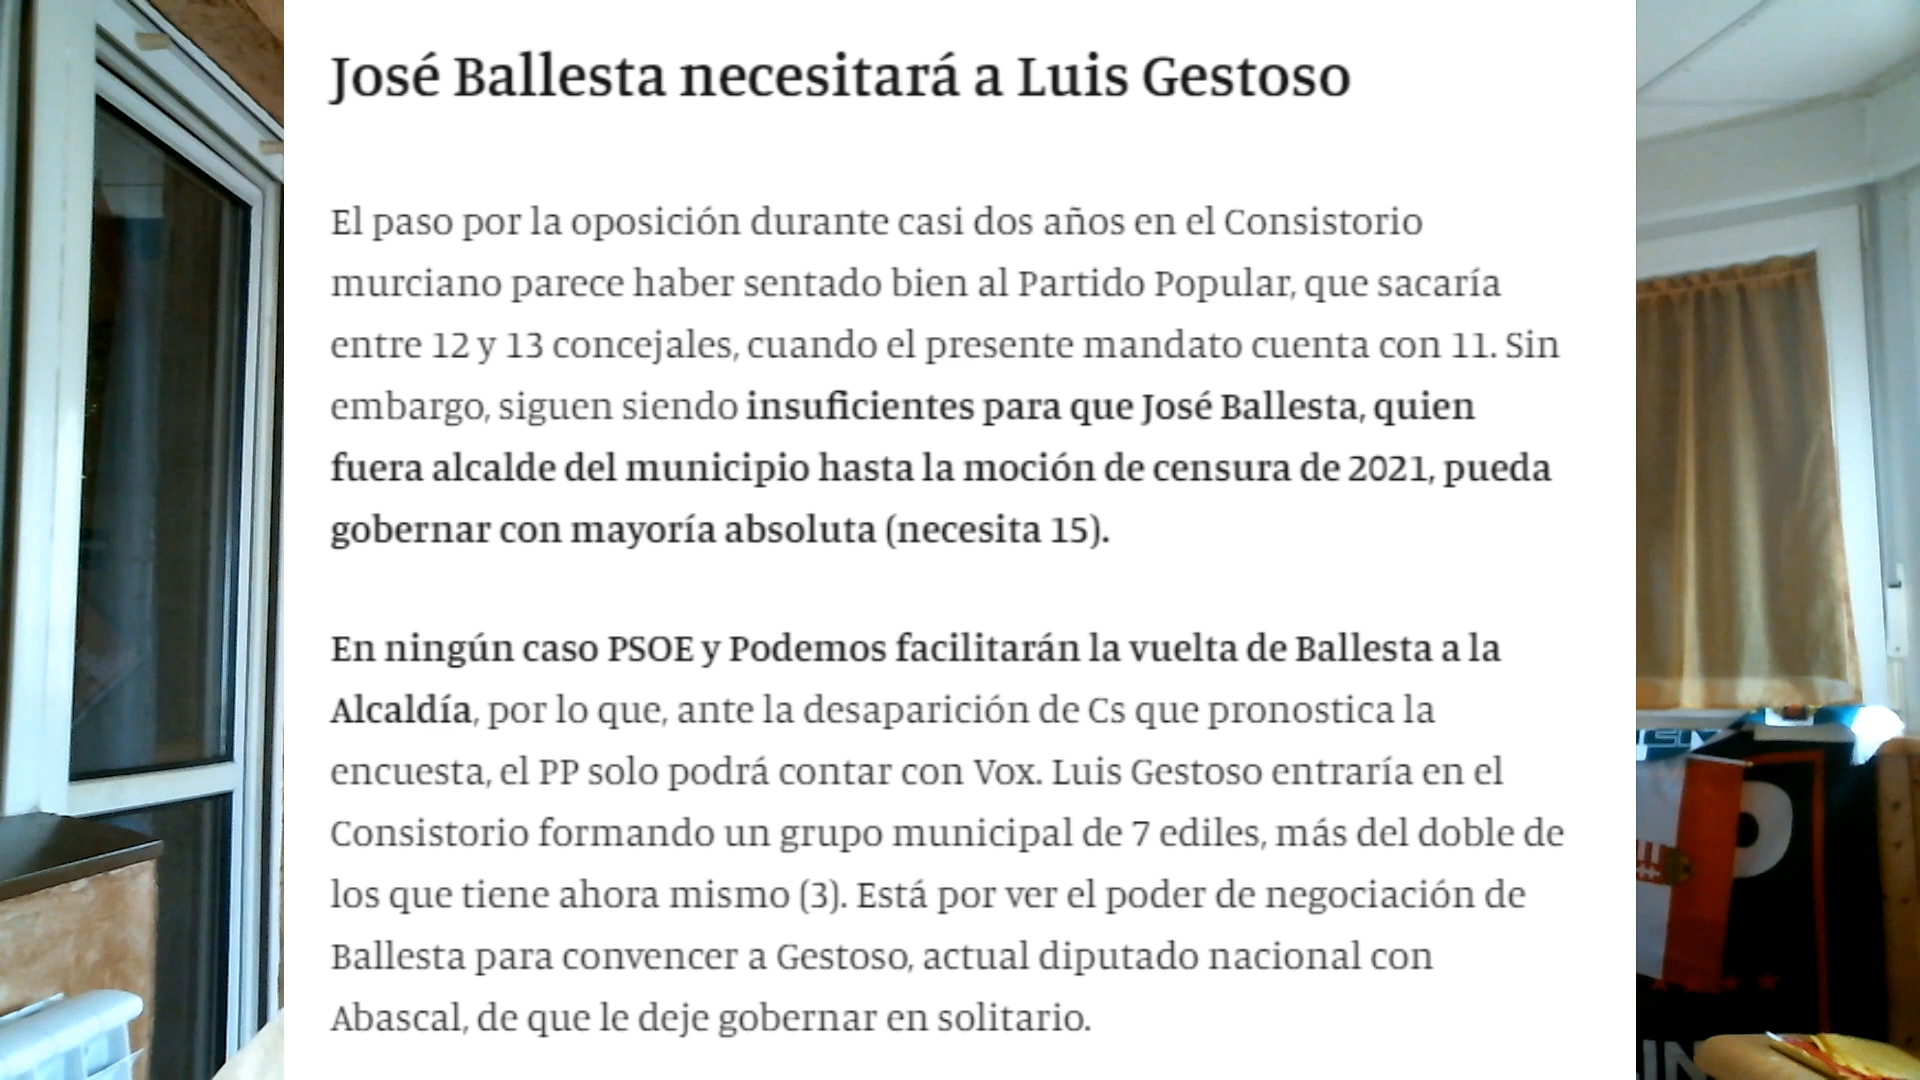 José Ballesta necesitará a Luis Gestoso
El paso por la oposición durante casi dos años en el Consistorio
murciano parece haber sentado bien al Partido Popular, que sacaría
entre 12 y 13 concejales, cuando el presente mandato cuenta con 11. Sin
embargo, siguen siendo insuficientes para que José Ballesta, quien
fuera alcalde del municipio hasta la moción de censura de 2021, pueda
gobernar con mayoría absoluta (necesita 15).
En ningún caso PSOE y Podemos facilitarán la vuelta de Ballesta a la
Alcaldía, por lo que, ante la desaparición de Cs que pronostica la
encuesta, el PP solo podrá contar con Vox. Luis Gestoso entraría en el
Consistorio formando un grupo municipal de 7 ediles, más del doble de
los que tiene ahora mismo (3). Está por ver el poder de negociación de
Ballesta para convencer a Gestoso, actual diputado nacional con
Abascal, de que le deje gobernar en solitario.